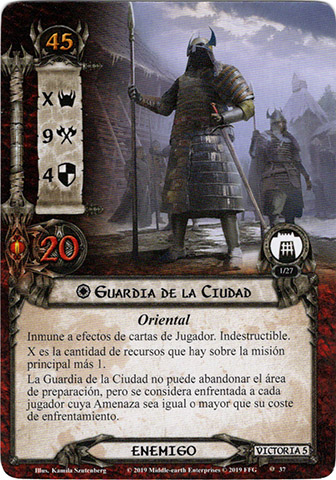 45
X
9
4
20
1/27
Guardia de la Ciudad
Oriental
Inmune a efectos de cartas de Jugador. Indestructible.
X es la cantidad de recursos que hay sobre la misión
principal más 1.
La Guardia de la Ciudad no puede abandonar el área
de preparación, pero se considera enfrentada a cada
jugador cuya Amenaza sea igual o mayor que su coste
de enfrentamiento.
ENEMIGO
VICTORIA 5
Illus. Kamila Szutenberg
© 2019 Middle-earth Enterprises © 2019 FFG
37